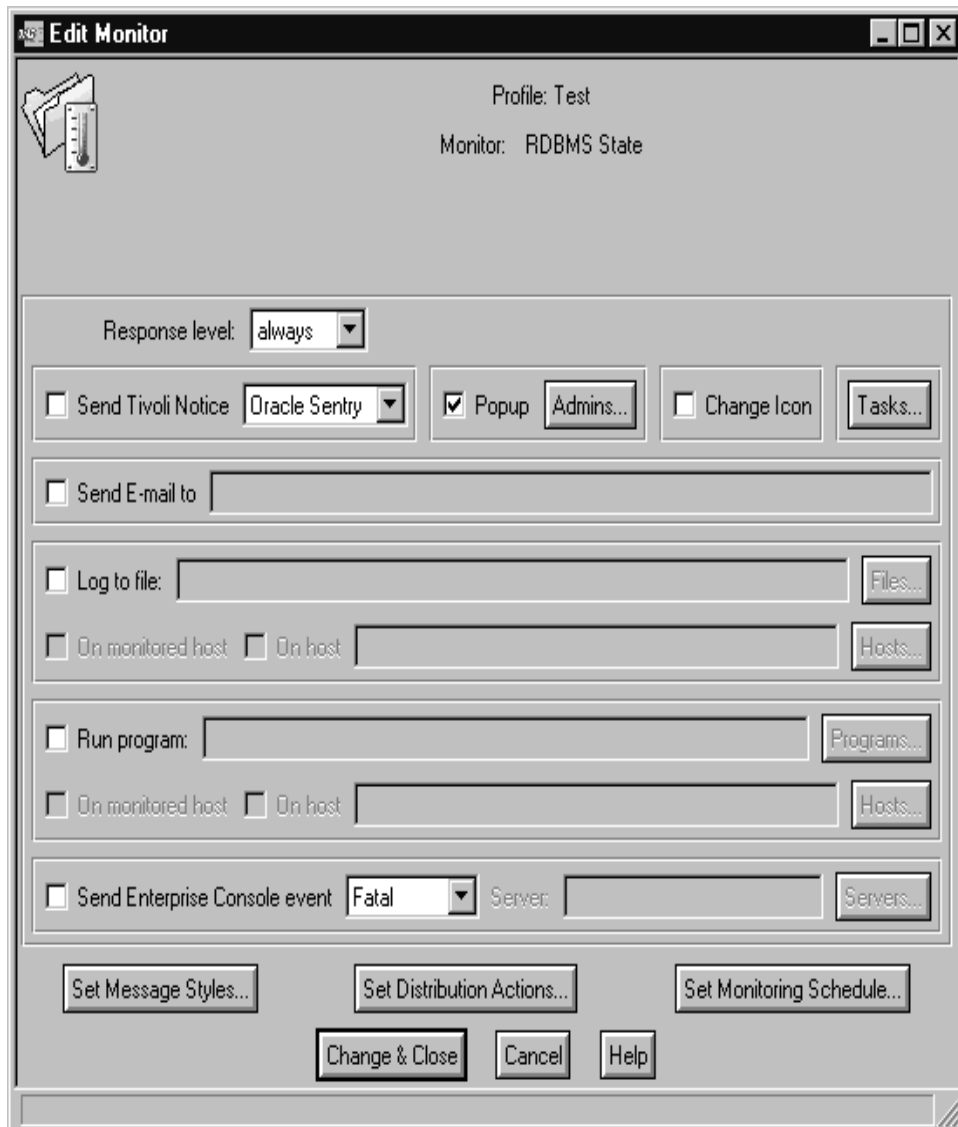 Edit Monitor
Profile: Test
Monitor: RDBMS State
Response level: always
Send Tivoli Notice Oracle Sentry Popup Admins... Change Icon Tasks...
Send E-mail to
Log to file: Files...
On monitored host On host Hosts...
Run program: Programs...
On monitored host On host Hosts...
Send Enterprise Console event Fatal Server: Servers...
Set Message Styles... Set Distribution Actions... Set Monitoring Schedule...
Change & Close Cancel Help